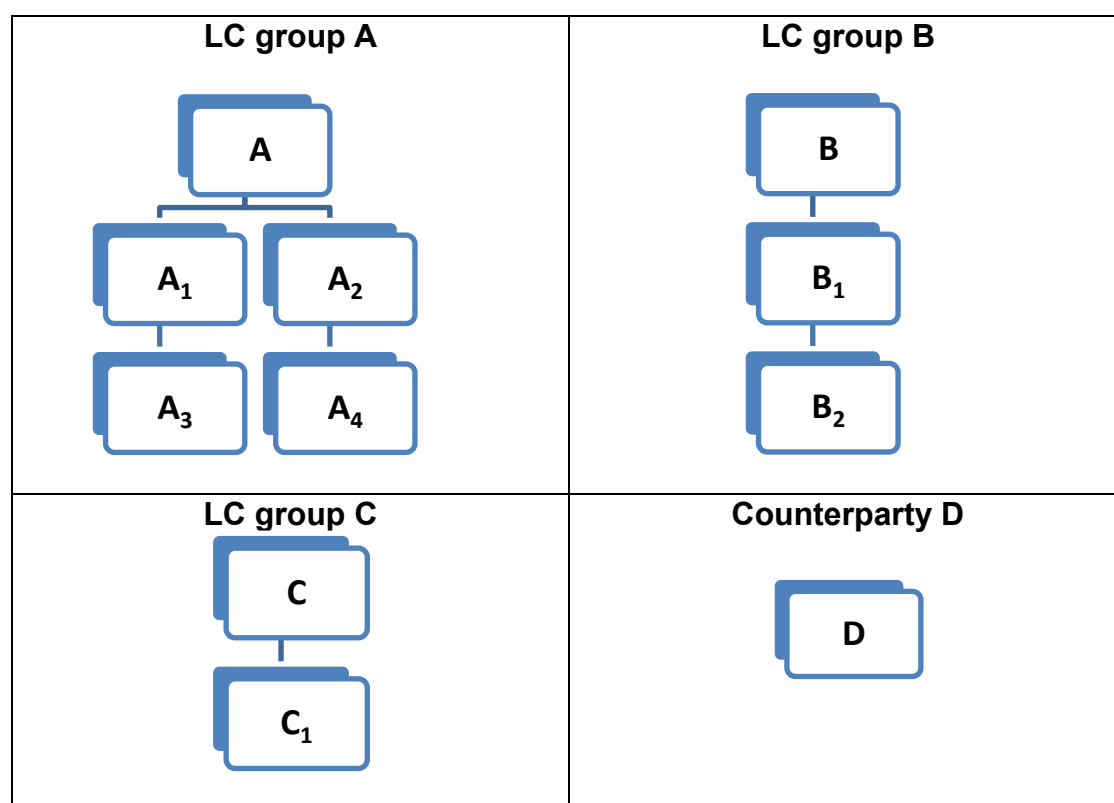 LC group A
A
A₁ A₂
A₃ A₄
LC group B
B
B₁
B₂
LC group C
C
C₁
Counterparty D
D